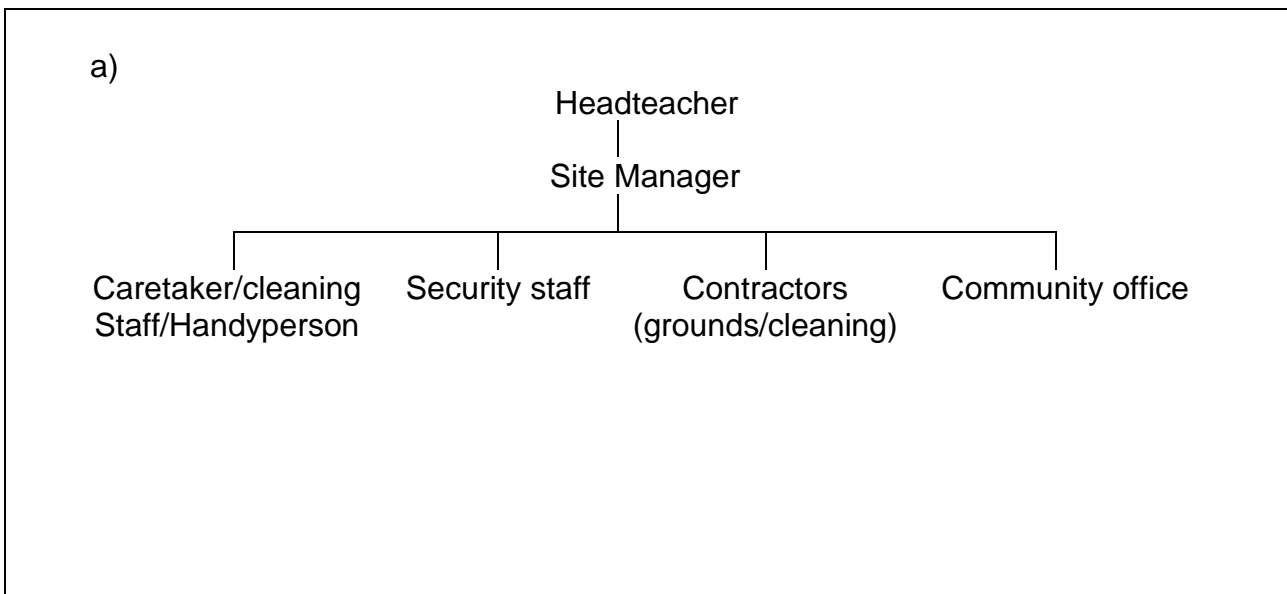 a)
Headteacher
Site Manager
Caretaker/cleaning Staff/Handyperson
Security staff
Contractors (grounds/cleaning)
Community office